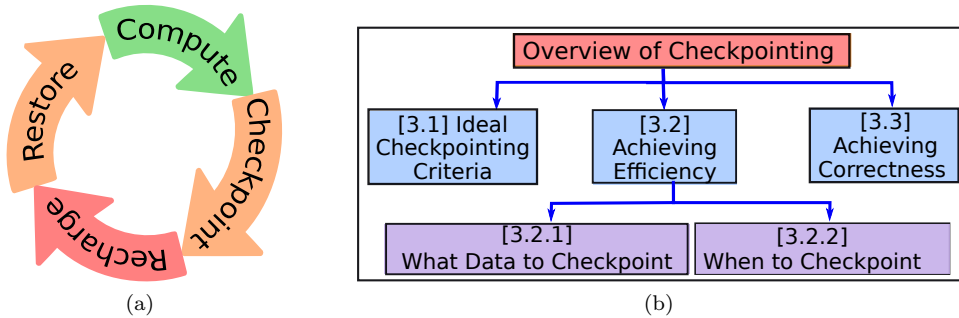 Compute
Checkpoint
Recharge
Restore
(a)
Overview of Checkpointing
[3.1] Ideal
Checkpointing
Criteria
[3.2]
Achieving
Efficiency
[3.3]
Achieving
Correctness
[3.2.1]
What Data to Checkpoint
[3.2.2]
When to Checkpoint
(b)